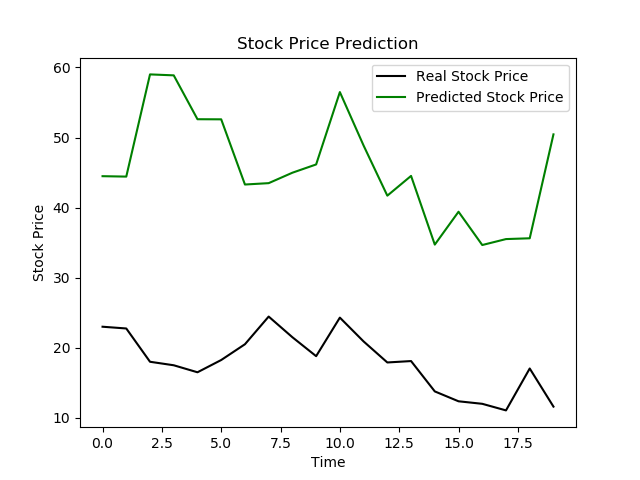 Stock Price Prediction
Real Stock Price
Predicted Stock Price
60
50
40
30
20
10
Stock Price
0.0 2.5 5.0 7.5 10.0 12.5 15.0 17.5
Time